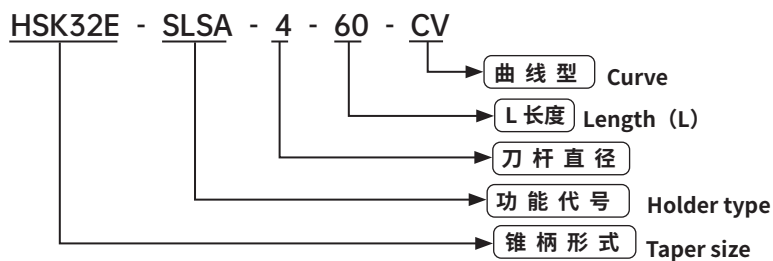 HSK32E - SLSA - 4 - 60 - CV
曲线型 Curve
L 长度 Length（L）
刀杆直径
功能代号 Holder type
锥柄形式 Taper size